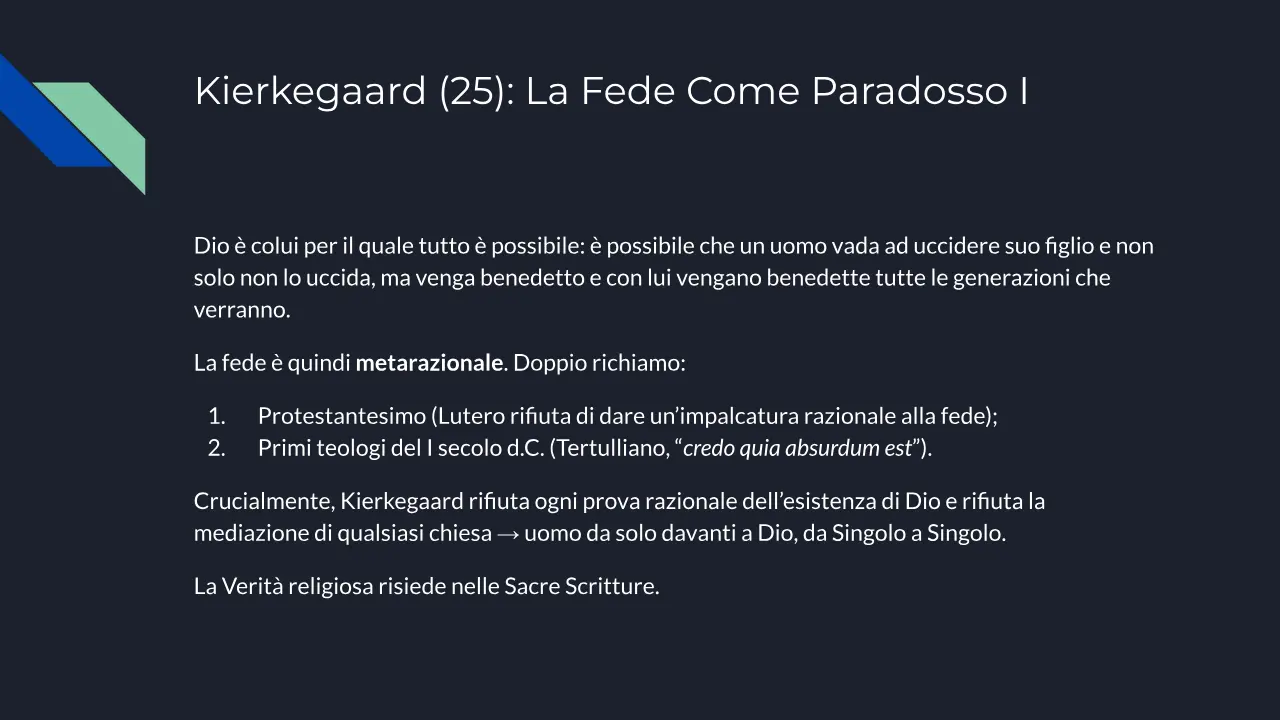 Kierkegaard (25): La Fede Come Paradosso I
Dio è colui per il quale tutto è possibile: è possibile che un uomo vada ad uccidere suo figlio e non
solo non lo uccida, ma venga benedetto e con lui vengano benedette tutte le generazioni che
verranno.
La fede è quindi metarazionale. Doppio richiamo:
1. Protestantesimo (Lutero rifiuta di dare un’impalcatura razionale alla fede);
2. Primi teologi del I secolo d.C. (Tertulliano, “credo quia absurdum est”).
Crucialmente, Kierkegaard rifiuta ogni prova razionale dell’esistenza di Dio e rifiuta la
mediazione di qualsiasi chiesa → uomo da solo davanti a Dio, da Singolo a Singolo.
La Verità religiosa risiede nelle Sacre Scritture.